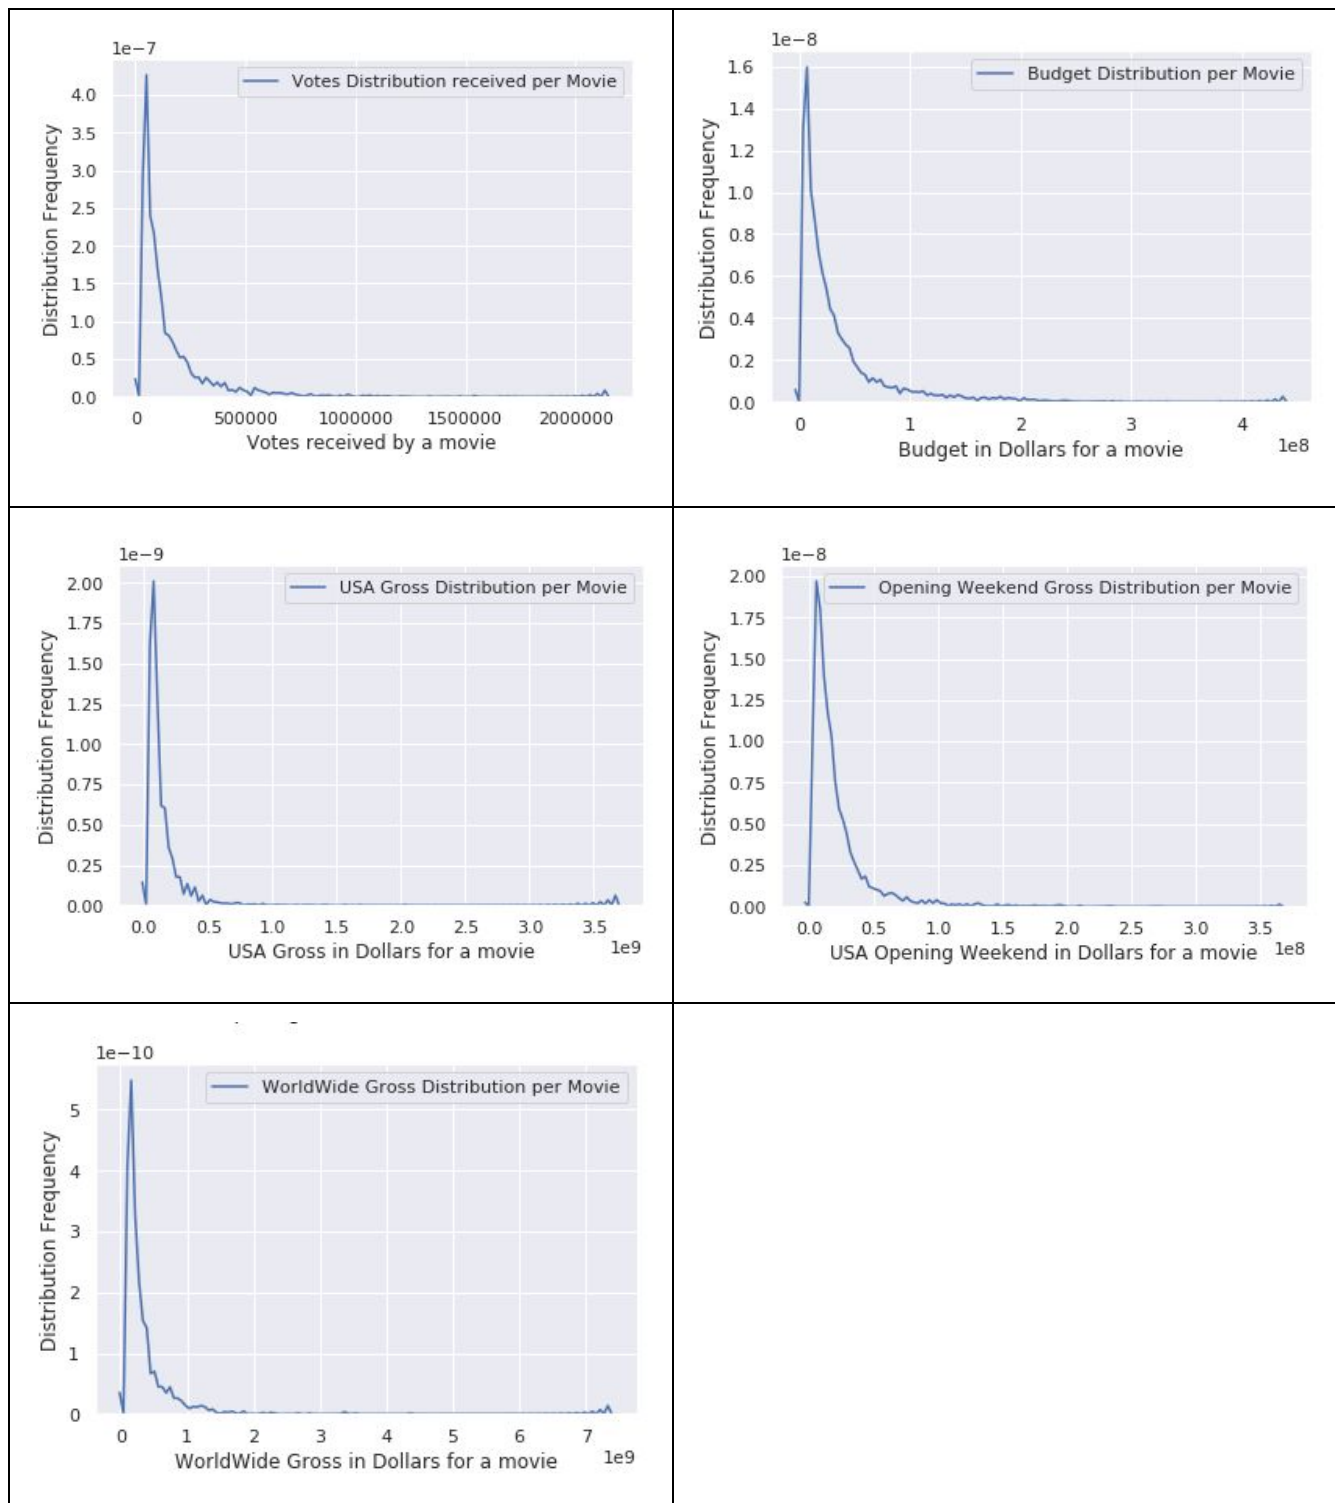 1e−7
Votes Distribution received per Movie
4.0
3.5
3.0
2.5
2.0
1.5
1.0
0.5
0.0
Distribution Frequency
0 500000 1000000 1500000 2000000
Votes received by a movie
1e−8
Budget Distribution per Movie
1.6
1.4
1.2
1.0
0.8
0.6
0.4
0.2
0.0
Distribution Frequency
0 1 2 3 4
1e8
Budget in Dollars for a movie
1e−9
USA Gross Distribution per Movie
2.00
1.75
1.50
1.25
1.00
0.75
0.50
0.25
0.00
Distribution Frequency
0.0 0.5 1.0 1.5 2.0 2.5 3.0 3.5
1e9
USA Gross in Dollars for a movie
1e−8
Opening Weekend Gross Distribution per Movie
2.00
1.75
1.50
1.25
1.00
0.75
0.50
0.25
0.00
Distribution Frequency
0.0 0.5 1.0 1.5 2.0 2.5 3.0 3.5
USA Opening Weekend in Dollars for a movie 1e8
1e−10
WorldWide Gross Distribution per Movie
5
4
3
2
1
0
Distribution Frequency
0 1 2 3 4 5 6 7
1e9
WorldWide Gross in Dollars for a movie